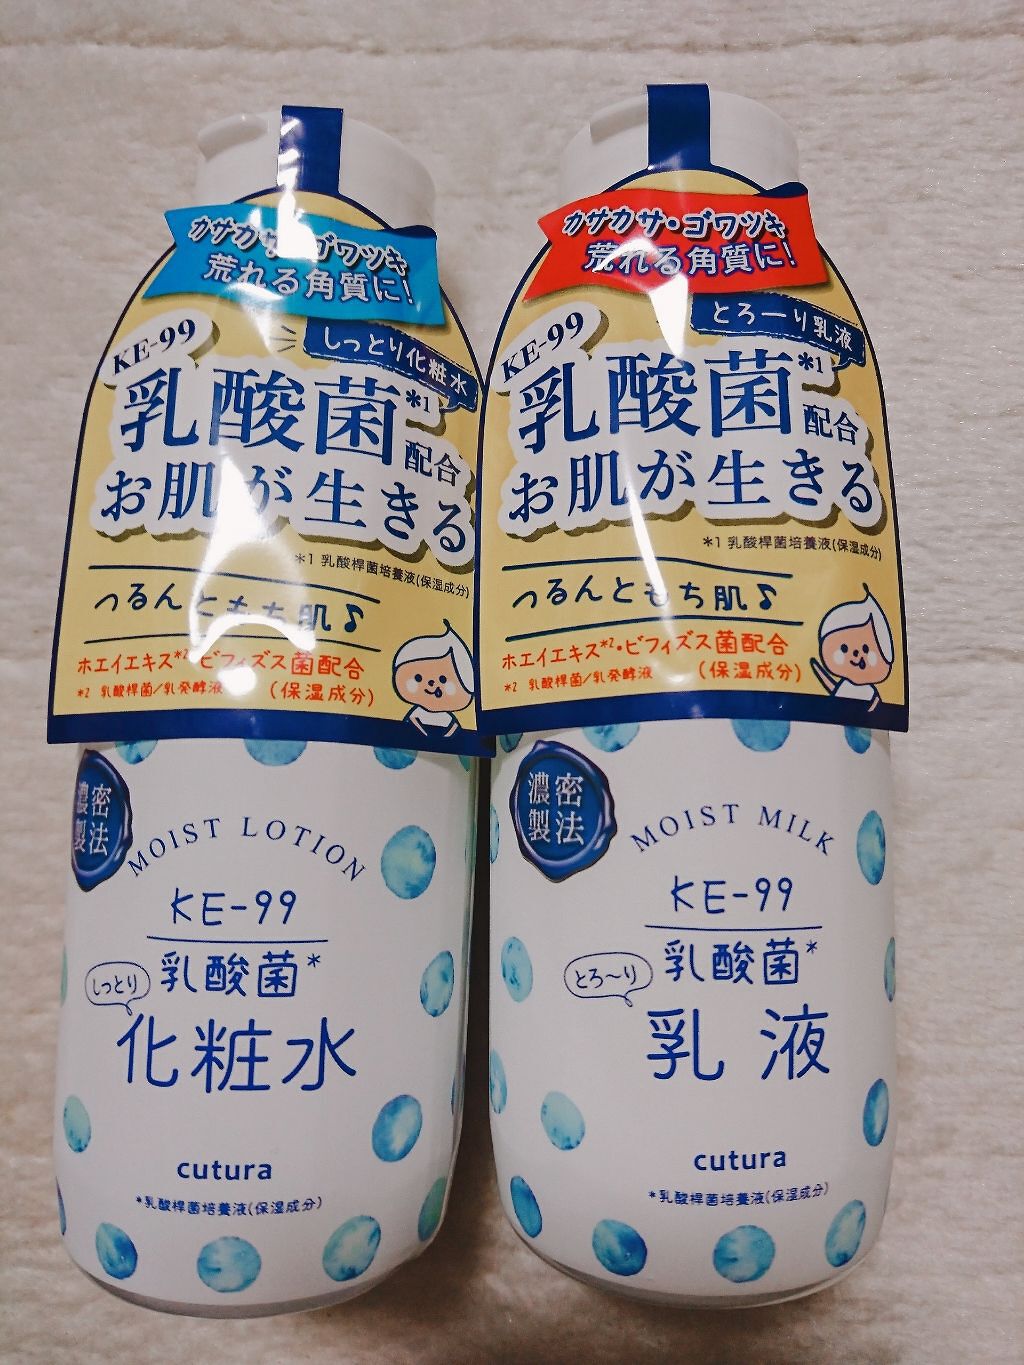 カサカサ・ゴワツキ
荒れる角質に!
しっとり化粧水
KE-99
乳酸菌*1
配合
お肌が生きる
*1 乳酸桿菌培養液(保湿成分)
つるんともち肌♪
ホエイエキス*2・ビフィズス菌配合
*2 乳酸桿菌/乳発酵液
(保湿成分)
濃密
製法
MOIST LOTION
KE-99
乳酸菌*
しっとり
化粧水
cutura
*乳酸桿菌培養液(保湿成分)
カサカサ・ゴワツキ
荒れる角質に!
とろーり乳液
KE-99
乳酸菌*1
配合
お肌が生きる
*1 乳酸桿菌培養液(保湿成分)
つるんともち肌♪
ホエイエキス*2・ビフィズス菌配合
*2 乳酸桿菌/乳発酵液
(保湿成分)
濃密
製法
MOIST MILK
KE-99
乳酸菌*
とろ〜り
乳液
cutura
*乳酸桿菌培養液(保湿成分)